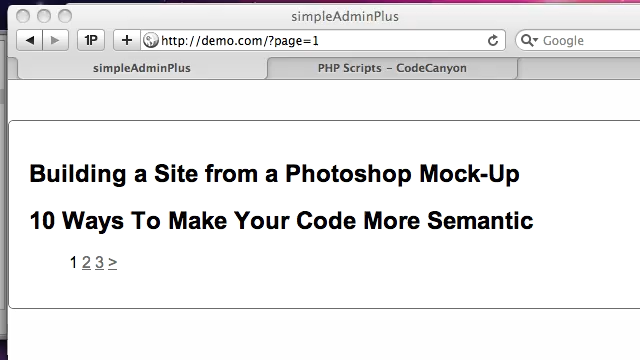 simpleAdminPlus
1P + http://demo.com/?page=1 Google
simpleAdminPlus PHP Scripts – CodeCanyon
Building a Site from a Photoshop Mock-Up
10 Ways To Make Your Code More Semantic
1 2 3 >